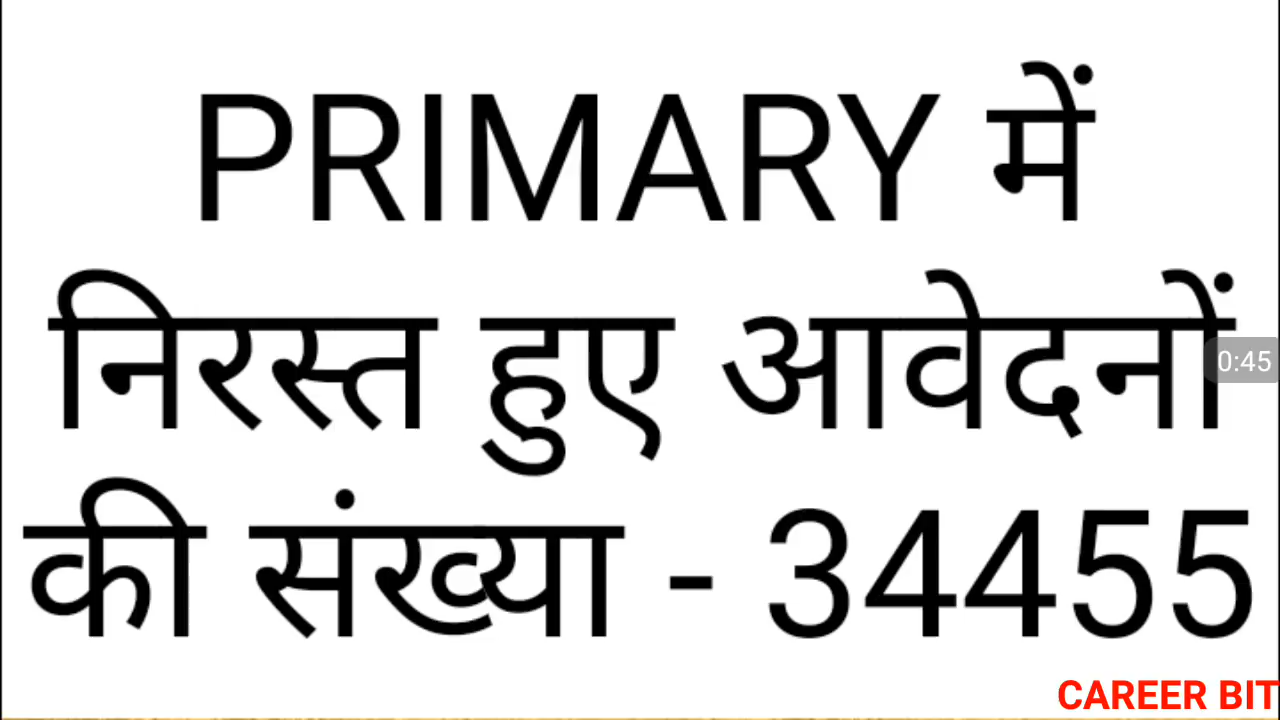 PRIMARY में
निरस्त हुए आवेदनों
0:45
की संख्या - 34455
CAREER BIT